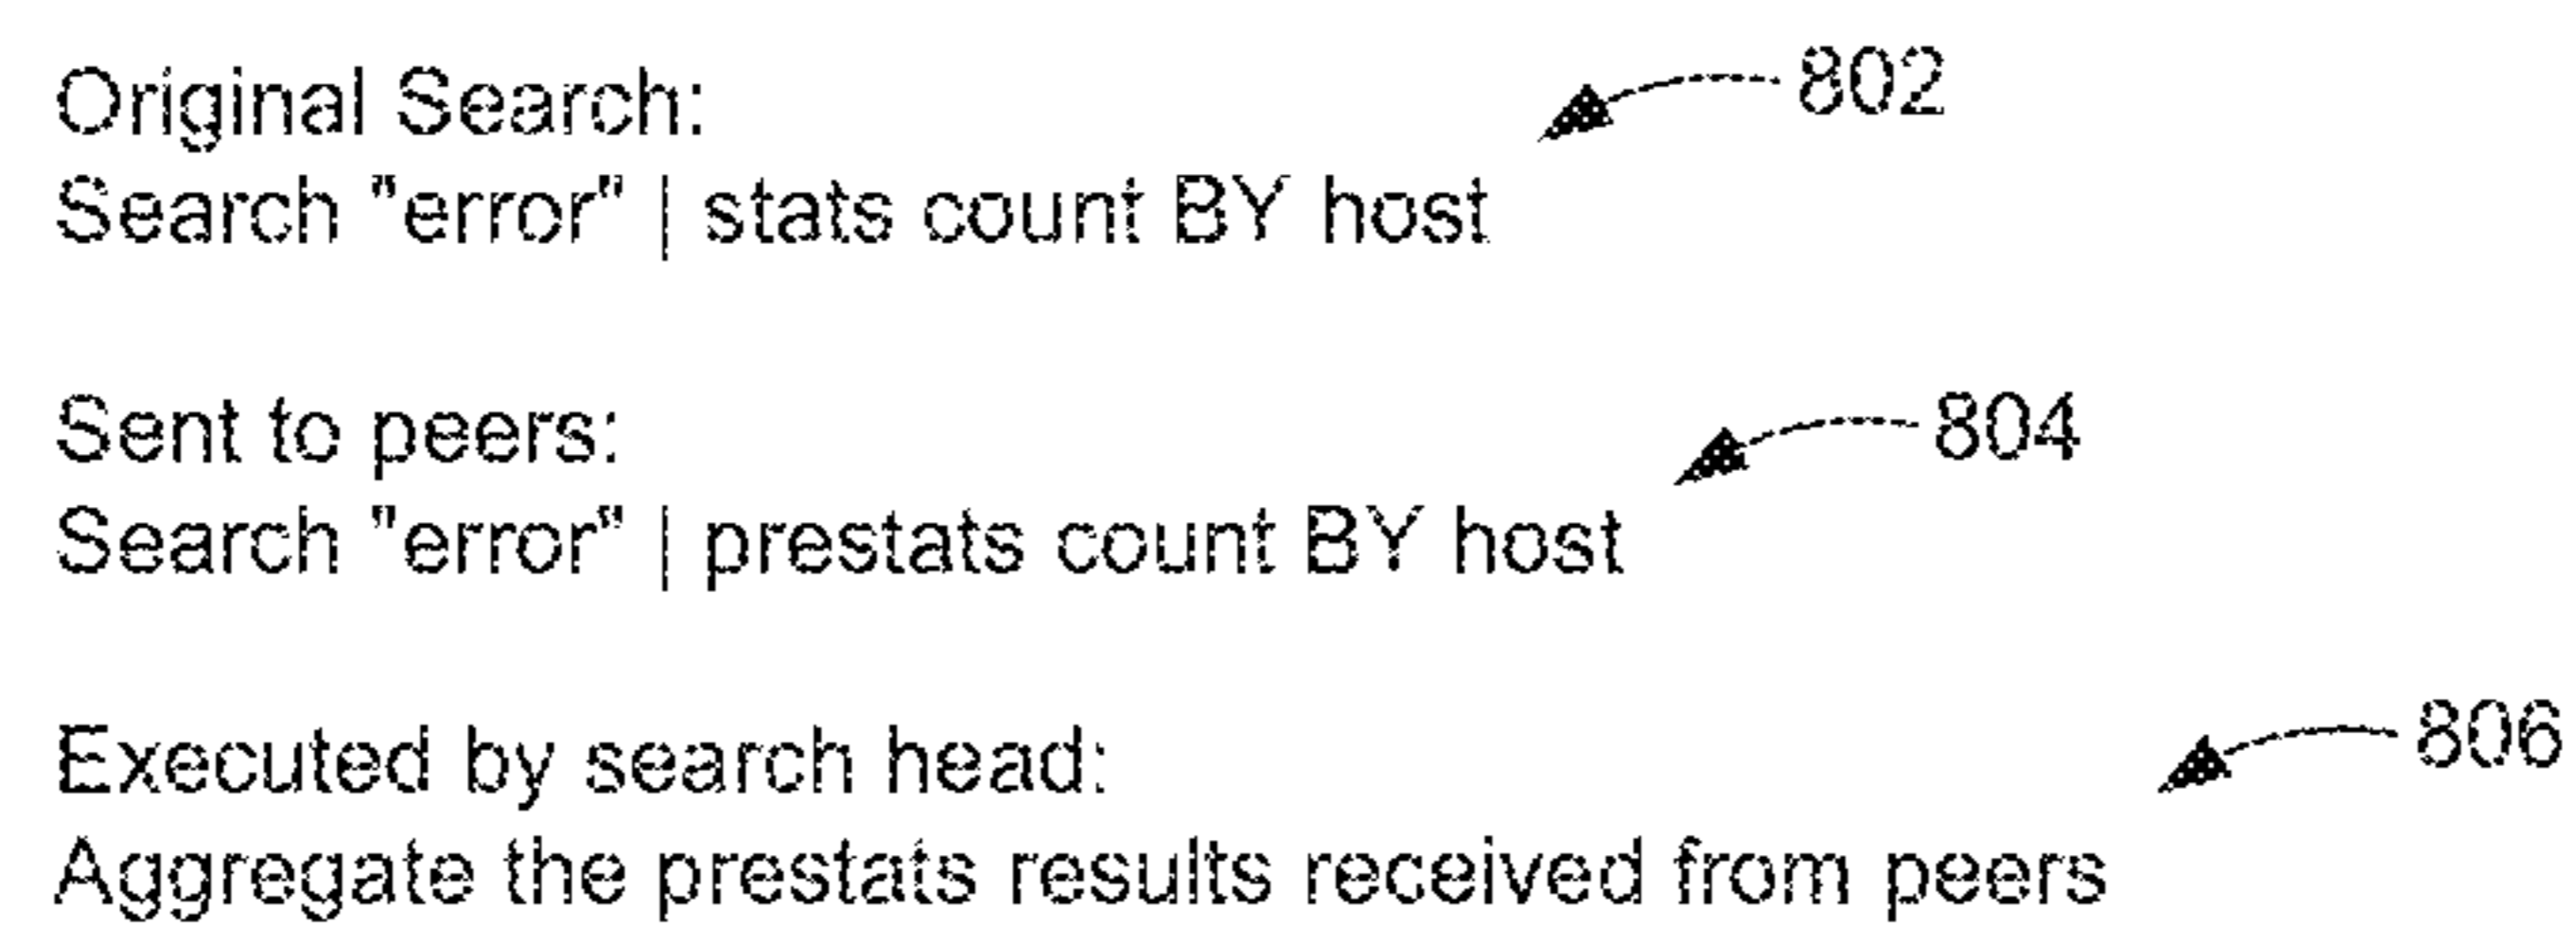 Original Search:
802
Search "error" | stats count BY host
Sent to peers:
804
Search "error" | prestats count BY host
Executed by search head:
806
Aggregate the prestats results received from peers